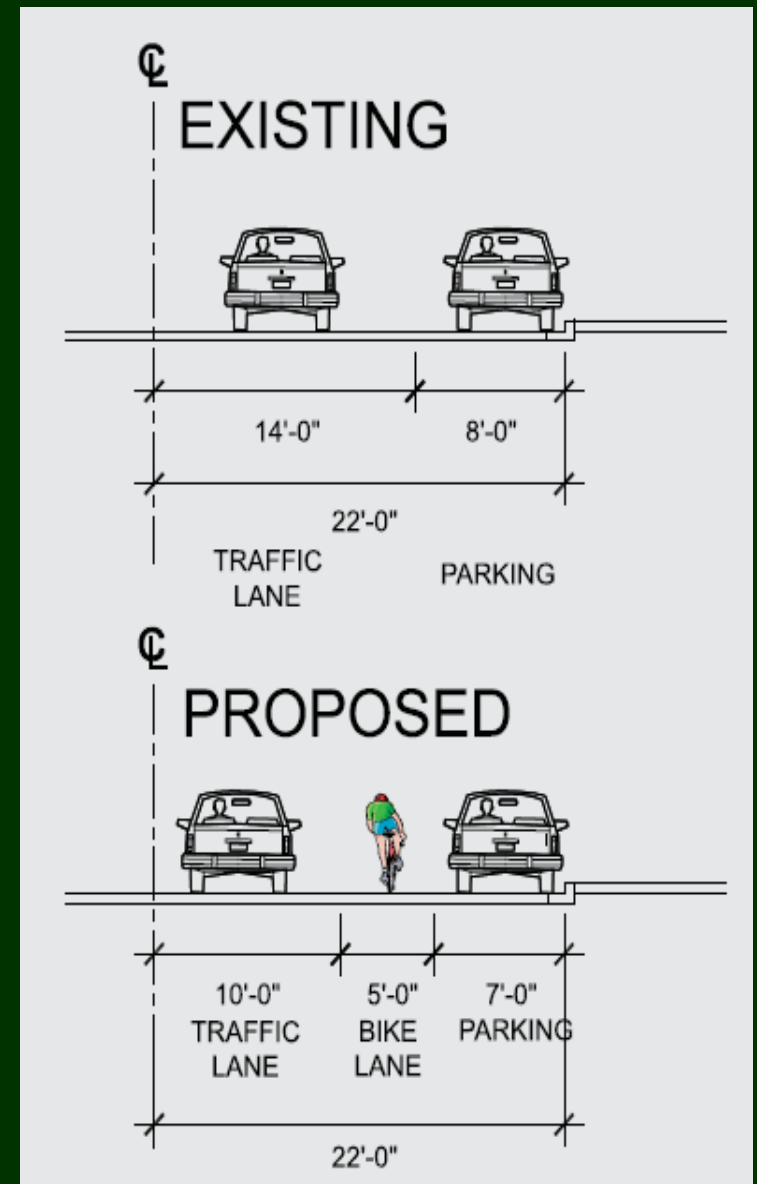 ℄
EXISTING
14'-0" 8'-0"
22'-0"
TRAFFIC
LANE
PARKING
℄
PROPOSED
10'-0" 5'-0" 7'-0"
TRAFFIC BIKE PARKING
LANE LANE
22'-0"